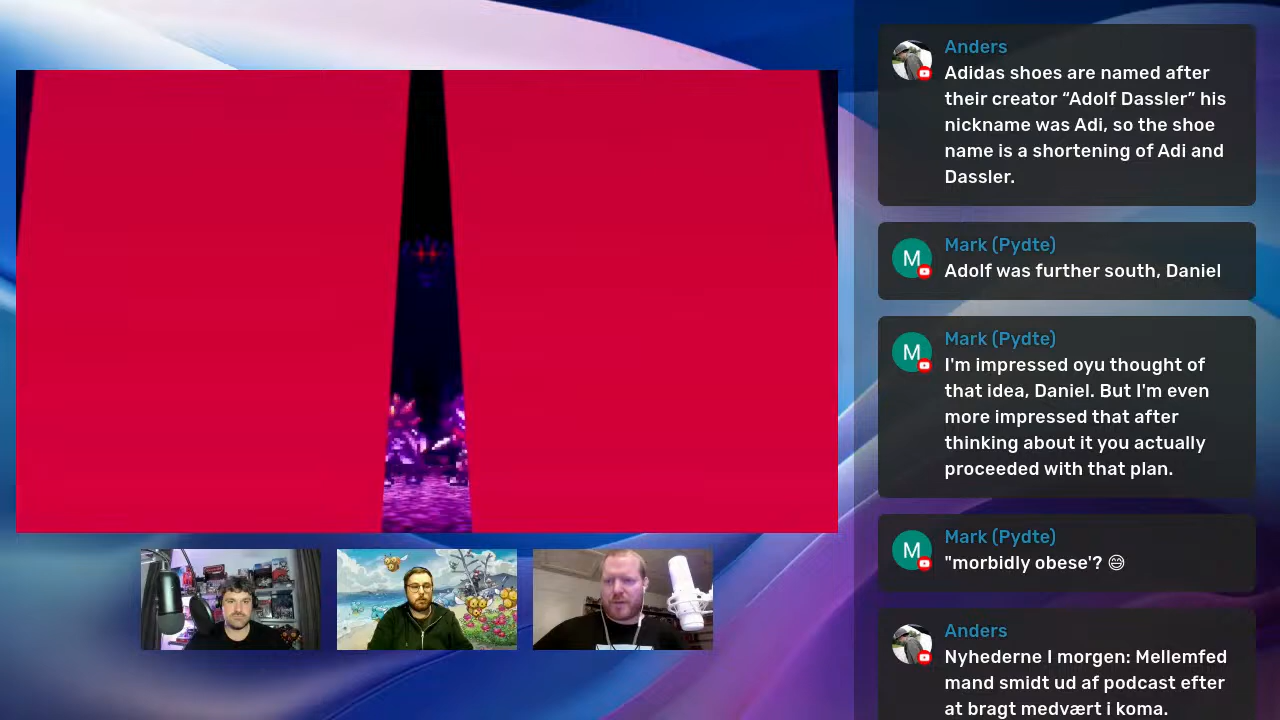 Anders
Adidas shoes are named after
their creator “Adolf Dassler” his
nickname was Adi, so the shoe
name is a shortening of Adi and
Dassler.
M
Mark (Pydte)
Adolf was further south, Daniel
M
Mark (Pydte)
I'm impressed oyu thought of
that idea, Daniel. But I'm even
more impressed that after
thinking about it you actually
proceeded with that plan.
M
Mark (Pydte)
"morbidly obese'? 😅
Anders
Nyhederne I morgen: Mellemfed
mand smidt ud af podcast efter
at bragt medvært i koma.